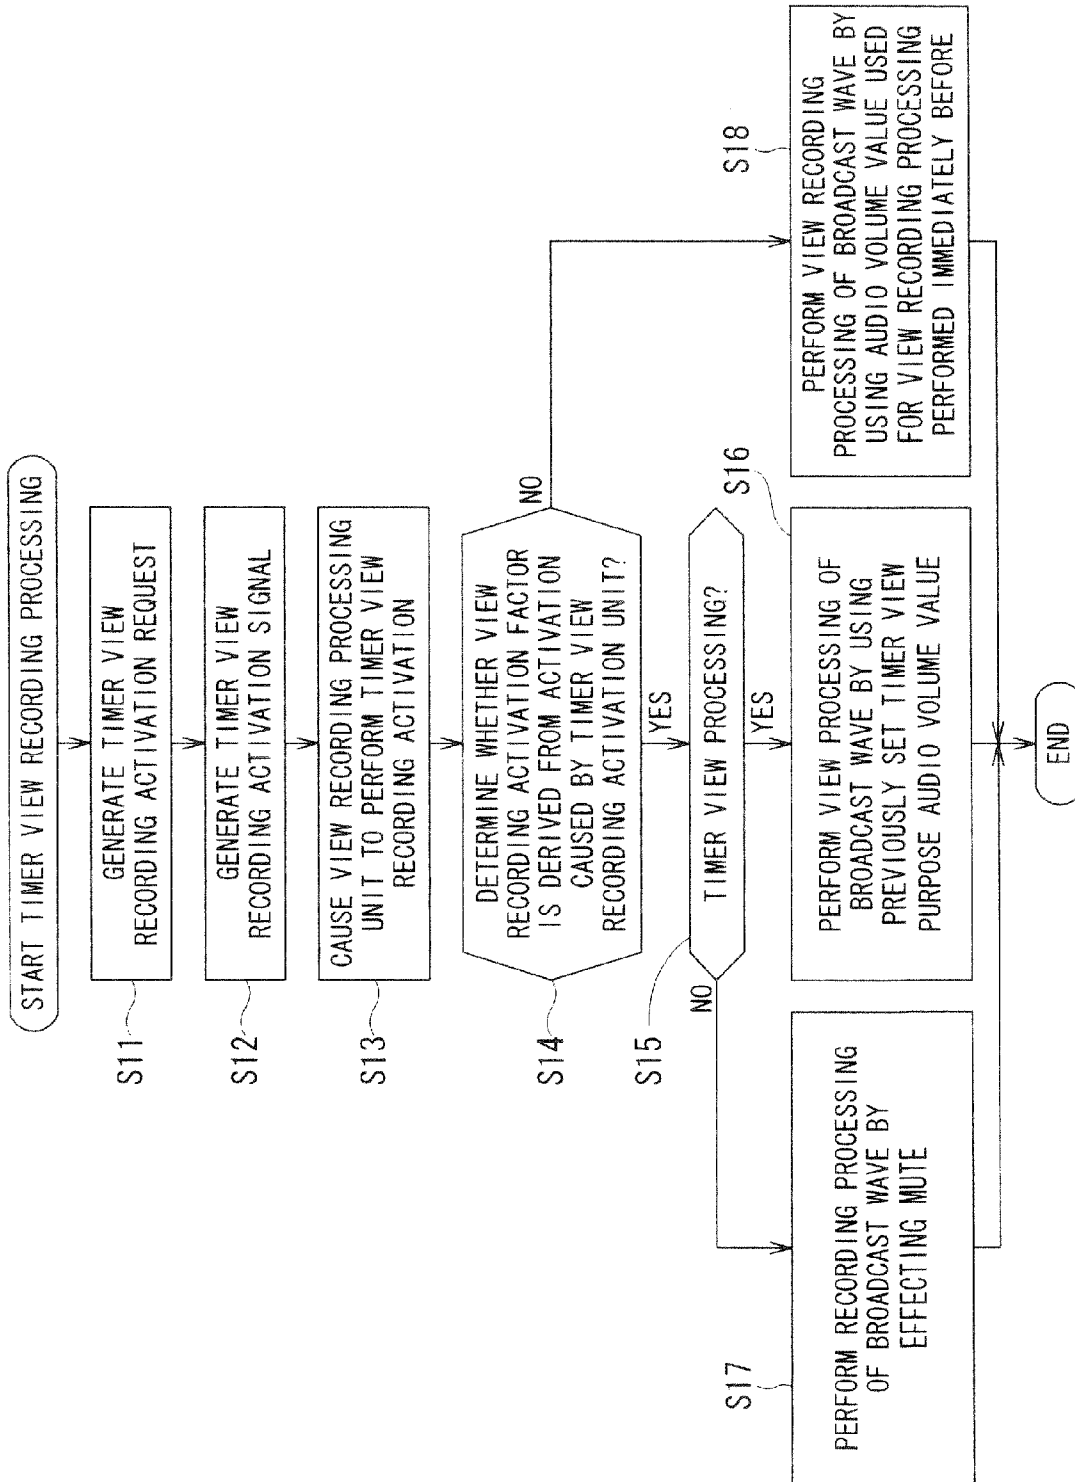 START TIMER VIEW RECORDING PROCESSING
S11
GENERATE TIMER VIEW
RECORDING ACTIVATION REQUEST
S12
GENERATE TIMER VIEW
RECORDING ACTIVATION SIGNAL
S13
CAUSE VIEW RECORD PROCESSING
UNIT TO PERFORM TIMER VIEW
RECORDING ACTIVATION
S14
DETERMINE WHETHER VIEW
RECORDING ACTIVATION FACTOR
IS DERIVED FROM ACTIVATION
CAUSED BY TIMER VIEW
RECORDING ACTIVATION UNIT?
NO
YES
S15
TIMER VIEW PROCESSING?
NO
YES
S17
PERFORM RECORDING PROCESSING
OF BROADCAST WAVE BY
EFFECTING MUTE
S16
PERFORM VIEW PROCESSING OF
BROADCAST WAVE BY USING
PREVIOUSLY SET TIMER VIEW
PURPOSE AUDIO VOLUME VALUE
S18
PERFORM VIEW RECORDING
PROCESSING OF BROADCAST WAVE BY
USING AUDIO VOLUME VALUE USED
FOR VIEW RECORDING PROCESSING
PERFORMED IMMEDIATELY BEFORE
END